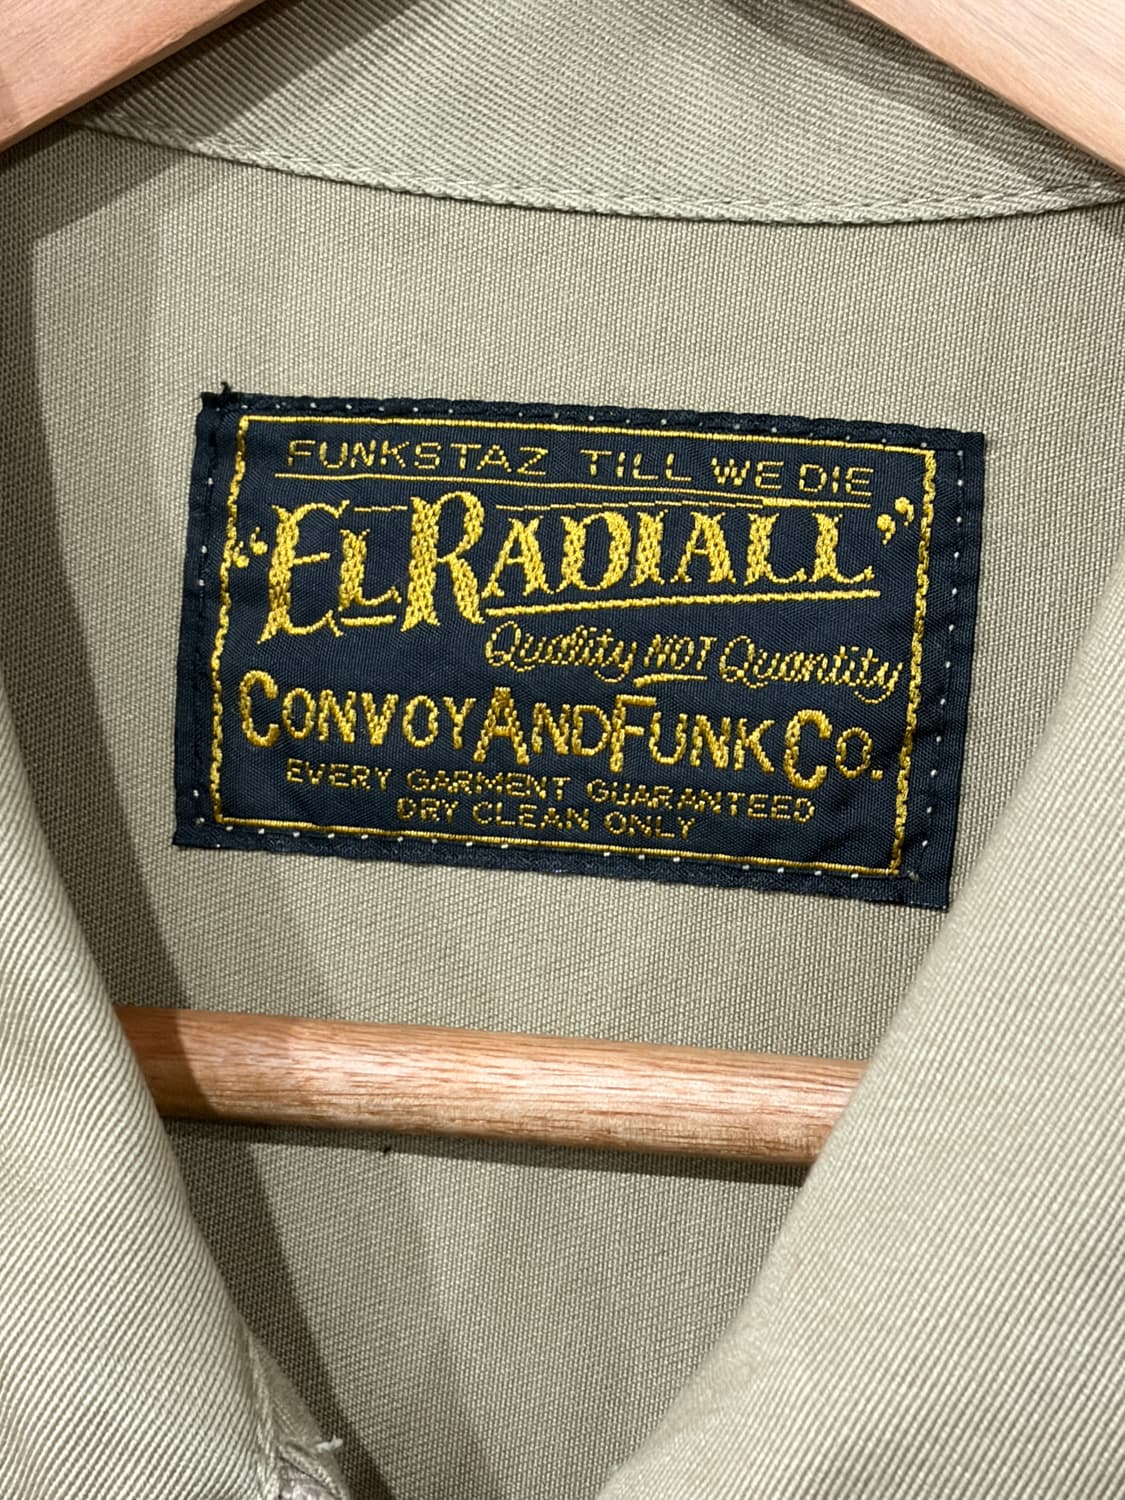 FUNKSTAZ TILL WE DIE
“EL RADIALL”
Quality NOT Quantity
CONVOY AND FUNK CO.
EVERY GARMENT GUARANTEED
DRY CLEAN ONLY